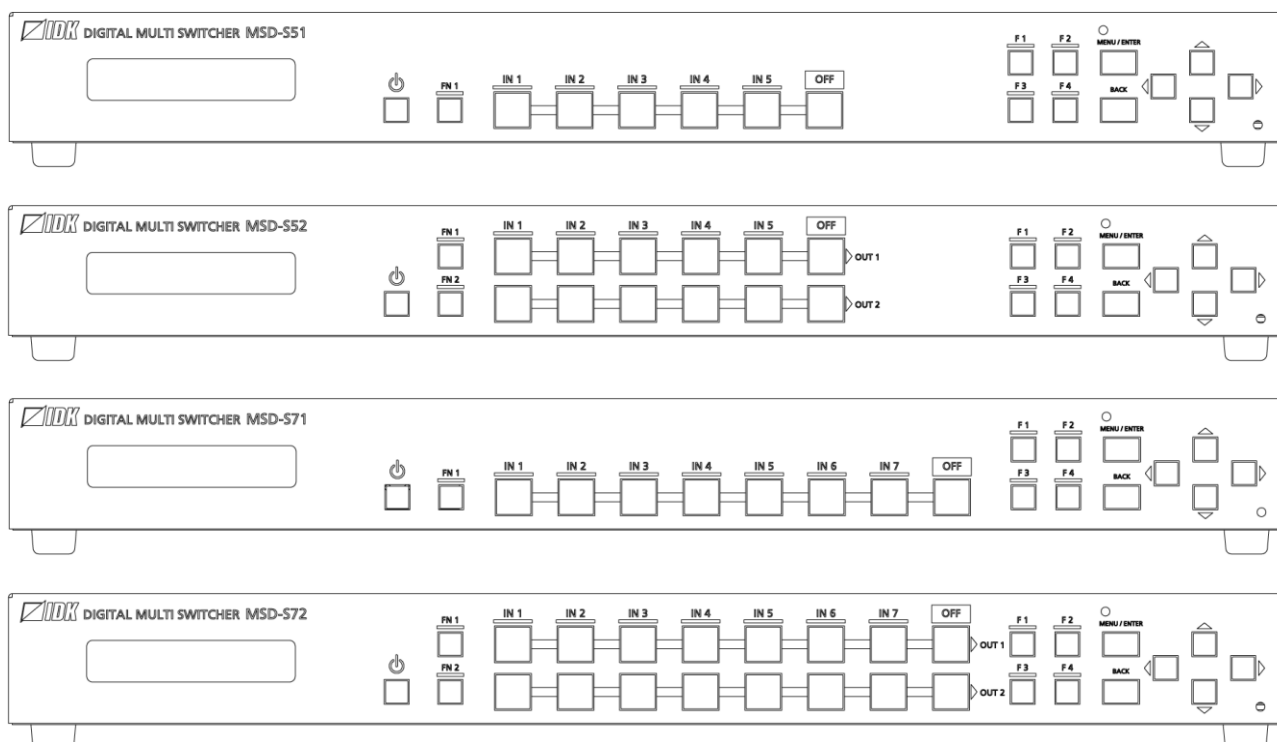 IDK DIGITAL MULTI SWITCHER MSD-S51
FN 1 IN 1 IN 2 IN 3 IN 4 IN 5 OFF
F 1 F 2 MENU / ENTER
F 3 F 4 BACK
IDK DIGITAL MULTI SWITCHER MSD-S52
FN 1 IN 1 IN 2 IN 3 IN 4 IN 5 OFF OUT 1
FN 2 OUT 2
F 1 F 2 MENU / ENTER
F 3 F 4 BACK
IDK DIGITAL MULTI SWITCHER MSD-S71
FN 1 IN 1 IN 2 IN 3 IN 4 IN 5 IN 6 IN 7 OFF
F 1 F 2 MENU / ENTER
F 3 F 4 BACK
IDK DIGITAL MULTI SWITCHER MSD-S72
FN 1 IN 1 IN 2 IN 3 IN 4 IN 5 IN 6 IN 7 OFF OUT 1
FN 2 OUT 2
F 1 F 2 MENU / ENTER
F 3 F 4 BACK